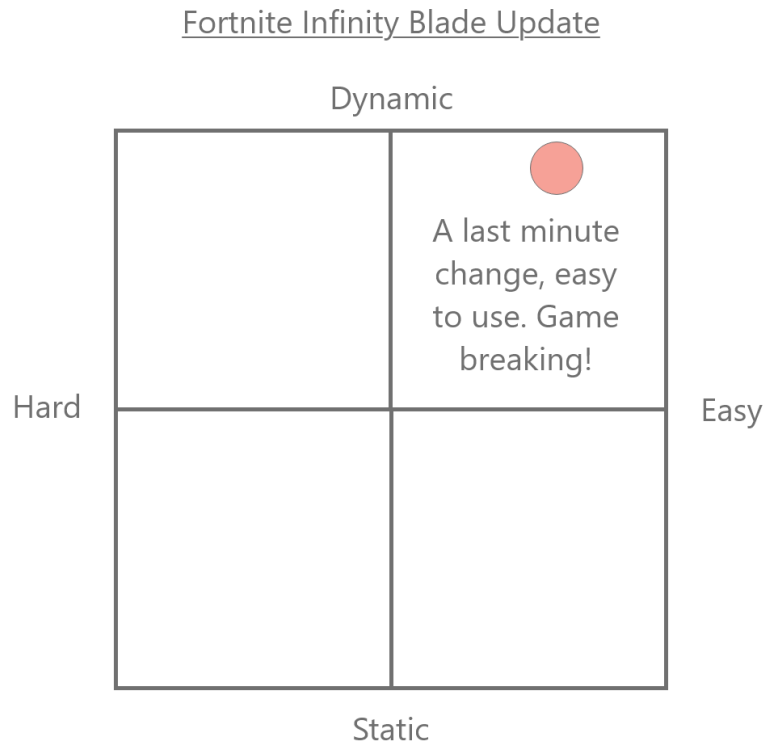 Fortnite Infinity Blade Update
Dynamic
A last minute
change, easy
to use. Game
breaking!
Hard
Easy
Static